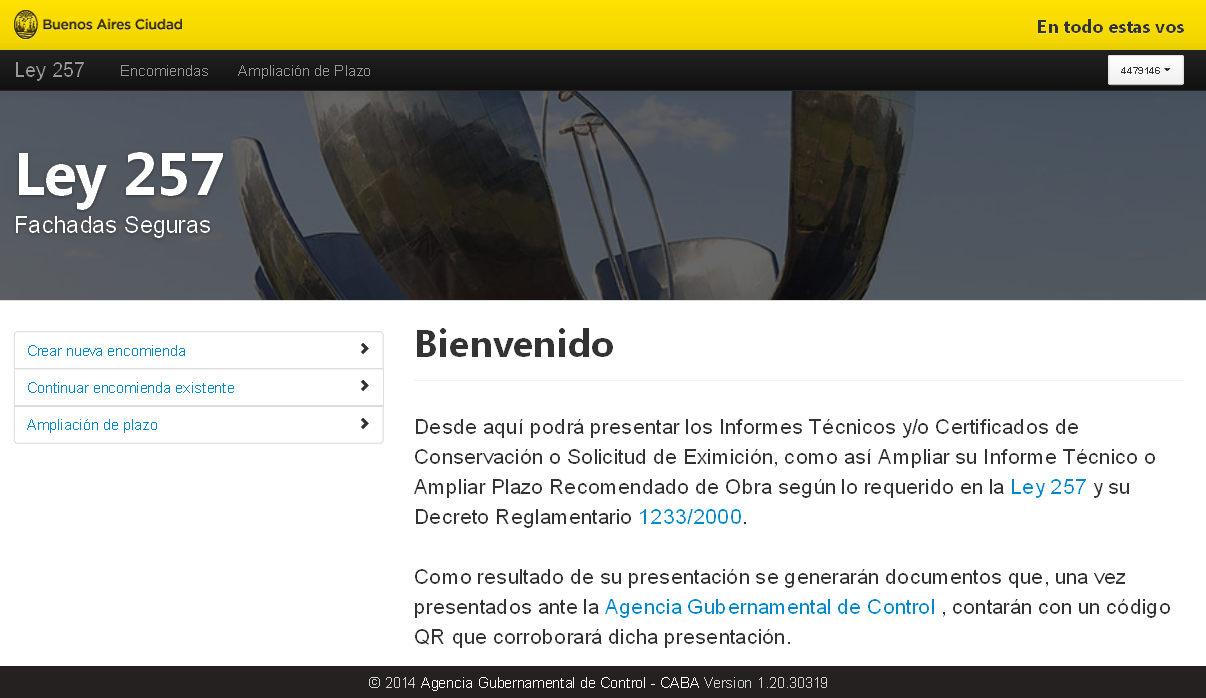 Buenos Aires Ciudad
En todo estas vos
Ley 257
Encomiendas
Ampliación de Plazo
4479146
Ley 257
Fachadas Seguras
Crear nueva encomienda
Continuar encomienda existente
Ampliación de plazo
Bienvenido
Desde aquí podrá presentar los Informes Técnicos y/o Certificados de
Conservación o Solicitud de Eximición, como así Ampliar su Informe Técnico o
Ampliar Plazo Recomendado de Obra según lo requerido en la Ley 257 y su
Decreto Reglamentario 1233/2000.
Como resultado de su presentación se generarán documentos que, una vez
presentados ante la Agencia Gubernamental de Control , contarán con un código
QR que corroborará dicha presentación.
© 2014 Agencia Gubernamental de Control - CABA Version 1.20.30319